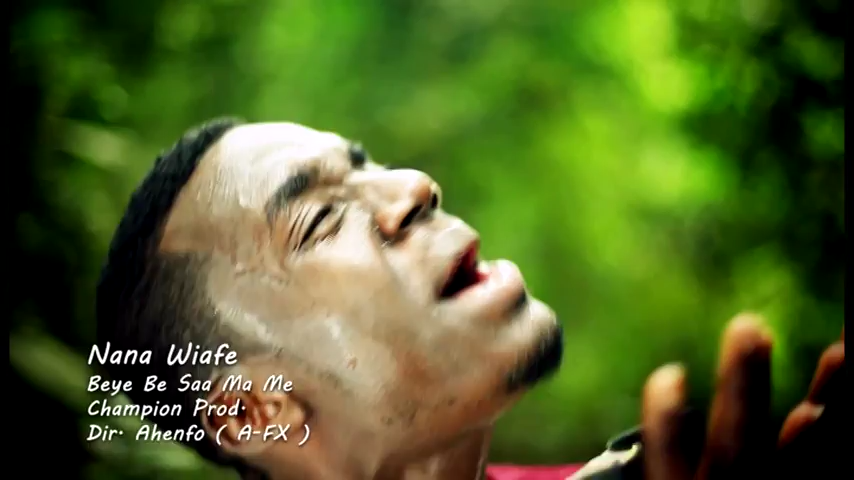 Nana Wiafe
Beye Be Saa Ma Me
Champion Prod.
Dir. Ahenfo ( A-FX )